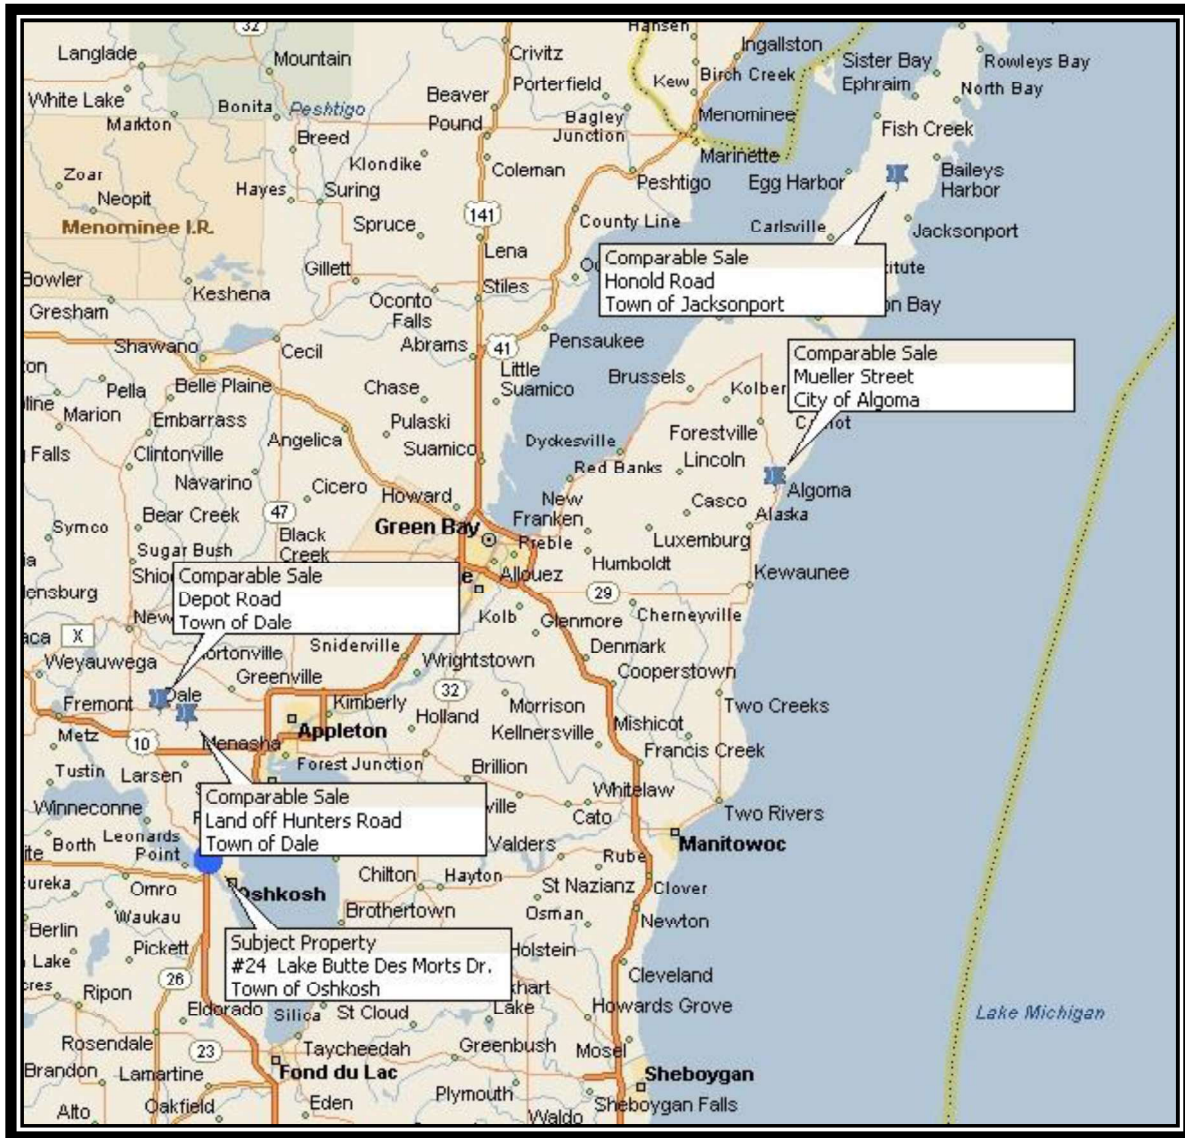 32
Hansen
Langlade
Crivitz
Ingallston
Mountain
Sister Bay
Rowleys Bay
Porterfield
Kew
Birch Creek
Ephraim
North Bay
White Lake
Beaver
Bonita
Peshtigo
Bagley
Junction
Menominee
Markton
Pound
Fish Creek
Breed
Marinette
Klondike
Coleman
Zoar
Peshtigo
Egg Harbor
Baileys
Harbor
Hayes
Suring
Neopit
Menominee I.R.
Spruce
141
County Line
Carlsville
Jacksonport
Lena
Comparable Sale
Honold Road
Town of Jacksonport
titute
Bowler
Gillett
Stiles
Keshena
Oconto
Falls
on Bay
Gresham
Abrams
41
Pensaukee
Shawano
Cecil
Comparable Sale
Mueller Street
City of Algoma
Little
Suamico
Brussels
Kolber
Pella
Belle Plaine
Chase
Marion
Embarrass
Pulaski
Forestville
Angelica
Suamico
Dyckesville
Falls
Clintonville
Red Banks
Lincoln
Navarino
Cicero
Howard
New
Franken
Casco
Algoma
Alaska
Symco
Bear Creek
47
Black
Creek
Green Bay
Preble
Luxemburg
Sugar Bush
Humboldt
Shio
Allouez
Kewaunee
ensburg
Comparable Sale
Depot Road
Town of Dale
29
New
Kolb
Glenmore
Cherneyville
X
Sniderville
Denmark
ortonville
Weyauwega
Wrightstown
Cooperstown
Greenville
Dale
32
Fremont
Kimberly
Morrison
Two Creeks
Appleton
Holland
Mishicot
Metz
10
Menasha
Kellnersville
Francis Creek
Tustin
Larsen
Forest Junction
Brillion
Comparable Sale
Land off Hunters Road
Town of Dale
Whitelaw
Winneconne
ville
Cato
Two Rivers
Borth
Leonards
Point
Valders
Manitowoc
Rube
Eureka
Omro
Chilton
Hayton
St Nazianz
Clover
Oshkosh
Waukau
Brothertown
Osman
Newton
Berlin
Pickett
Subject Property
#24 Lake Butte Des Morts Dr.
Town of Oshkosh
Holstein
Lake
Cleveland
26
Ripon
khart
Lake
Howards Grove
Eldorado
Silica
St Cloud
Lake Michigan
Rosendale
23
Taycheedah
Greenbush
Mosel
Brandon
Lamartine
Fond du Lac
Sheboygan
Plymouth
Alto
Oakfield
Eden
Waldo
Sheboygan Falls